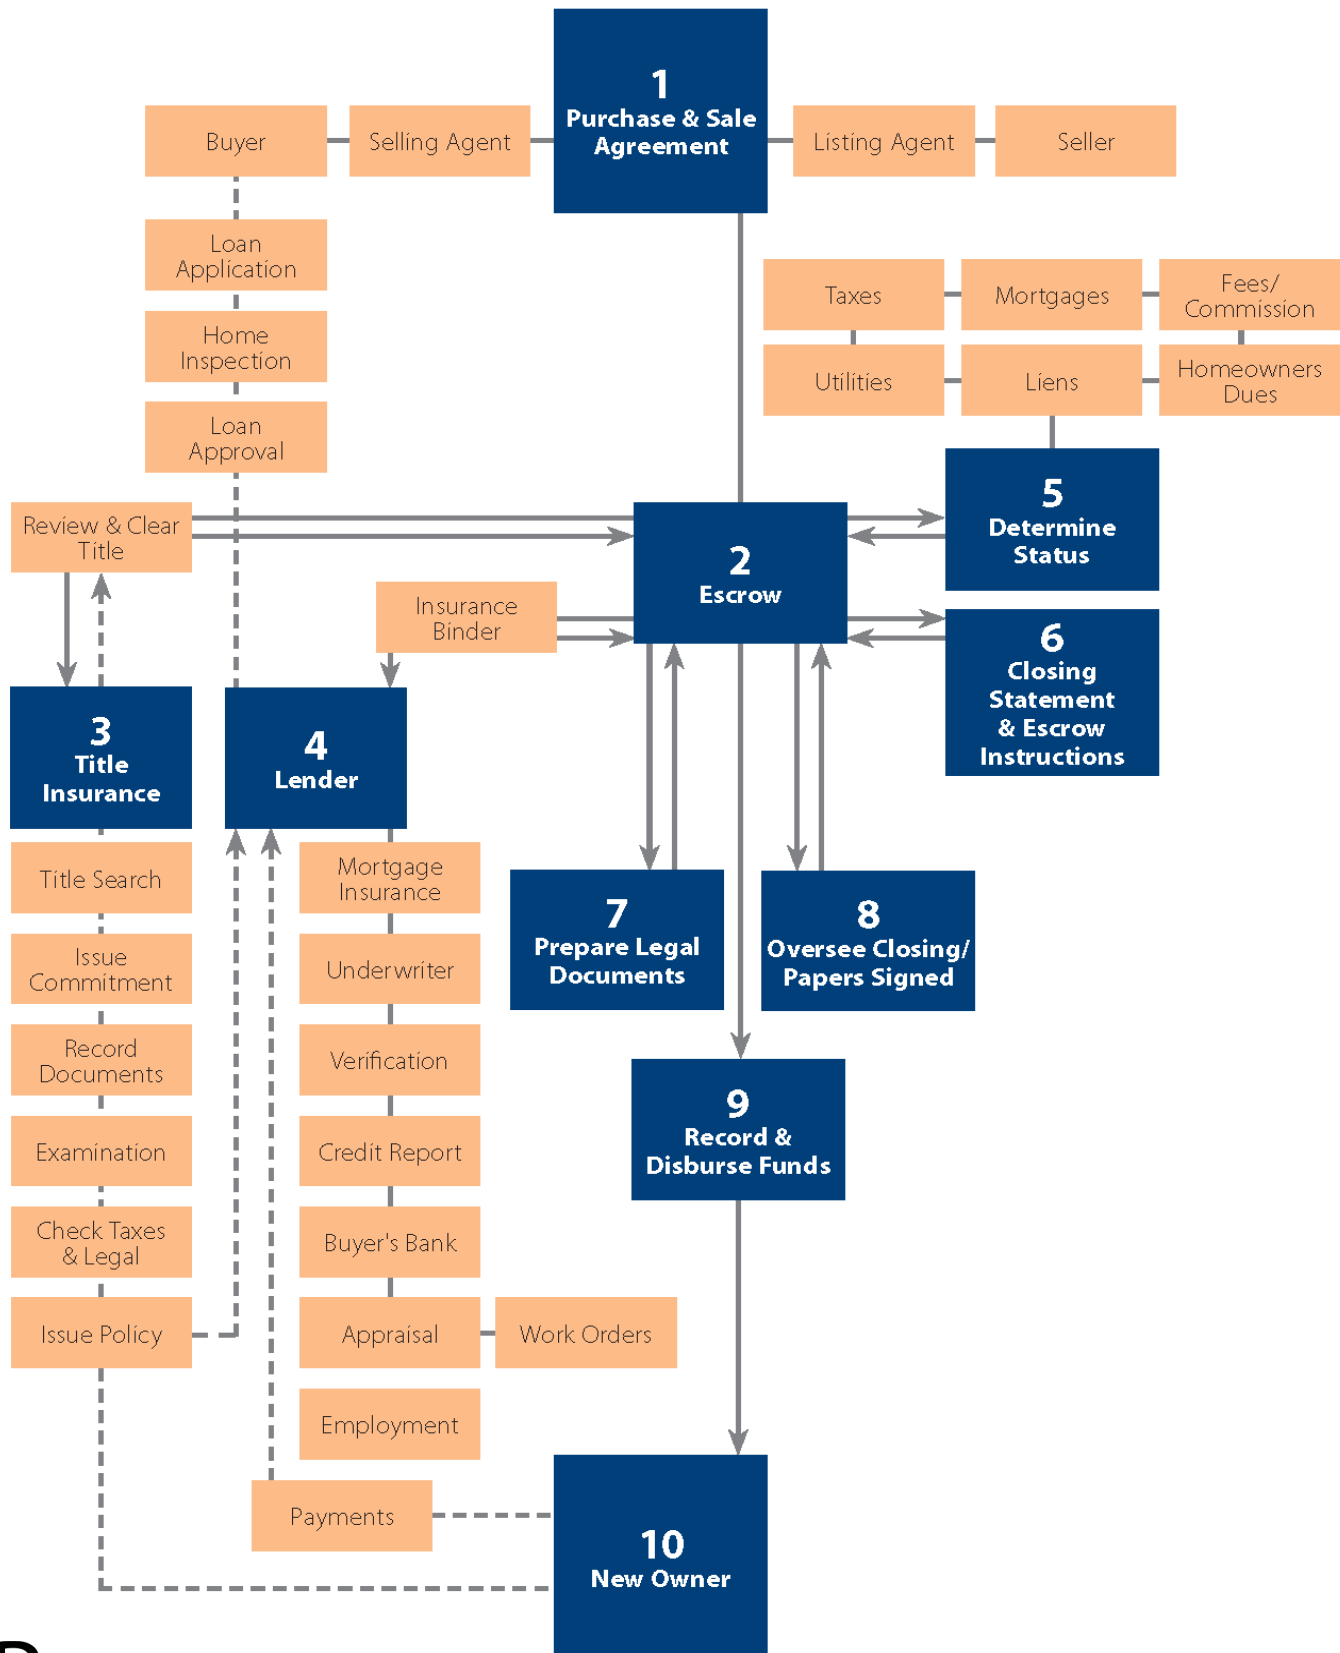 1
Purchase & Sale
Agreement
Buyer
Selling Agent
Listing Agent
Seller
Loan
Application
Home
Inspection
Loan
Approval
Taxes
Mortgages
Fees/
Commission
Utilities
Liens
Homeowners
Dues
5
Determine
Status
Review & Clear
Title
2
Escrow
Insurance
Binder
6
Closing
Statement
& Escrow
Instructions
3
Title
Insurance
4
Lender
Title Search
Issue
Commitment
Record
Documents
Examination
Check Taxes
& Legal
Issue Policy
Mortgage
Insurance
Underwriter
Verification
Credit Report
Buyer's Bank
Appraisal
Work Orders
Employment
Payments
7
Prepare Legal
Documents
8
Oversee Closing/
Papers Signed
9
Record &
Disburse Funds
10
New Owner